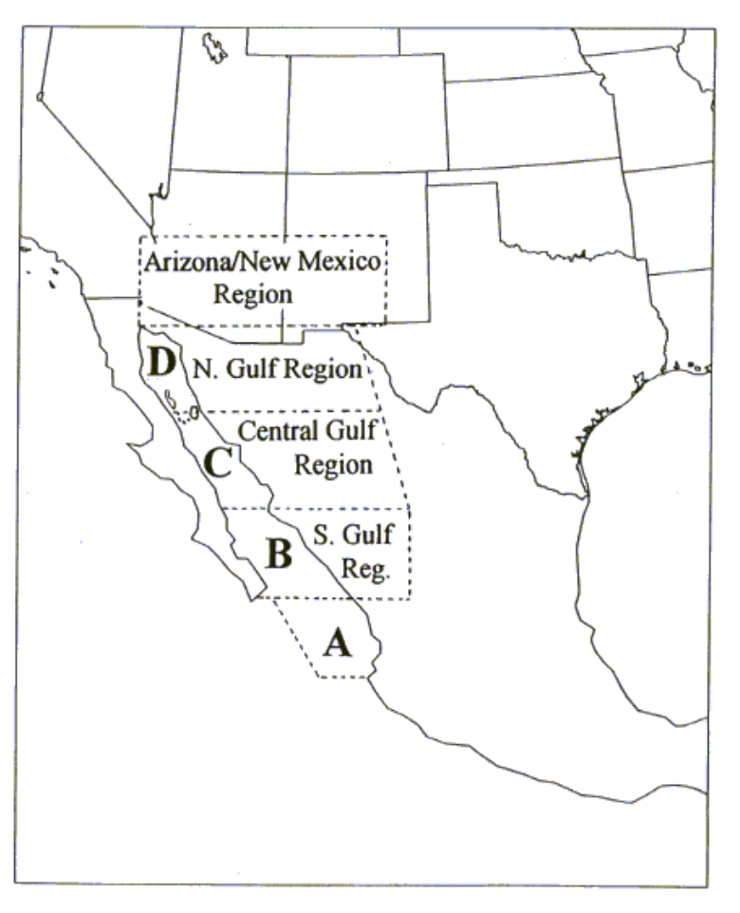 Arizona/New Mexico
Region
D
N. Gulf Region
Central Gulf
Region
C
S. Gulf
Reg.
B
A